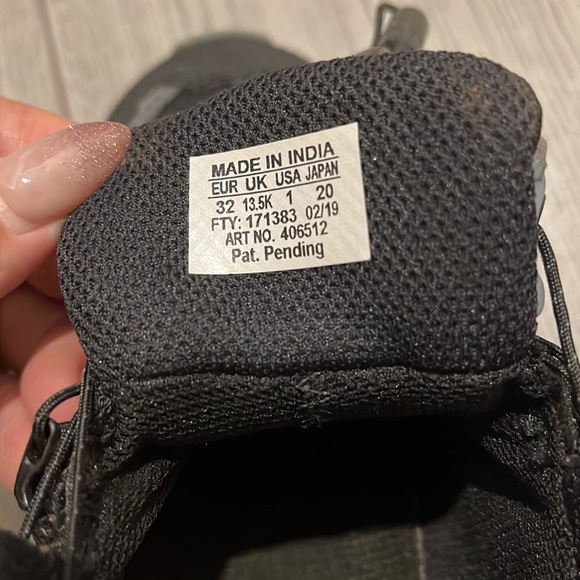 MADE IN INDIA
EUR UK USA JAPAN
32 13.5K 1 20
FTY: 171383 02/19
ART NO. 406512
Pat. Pending